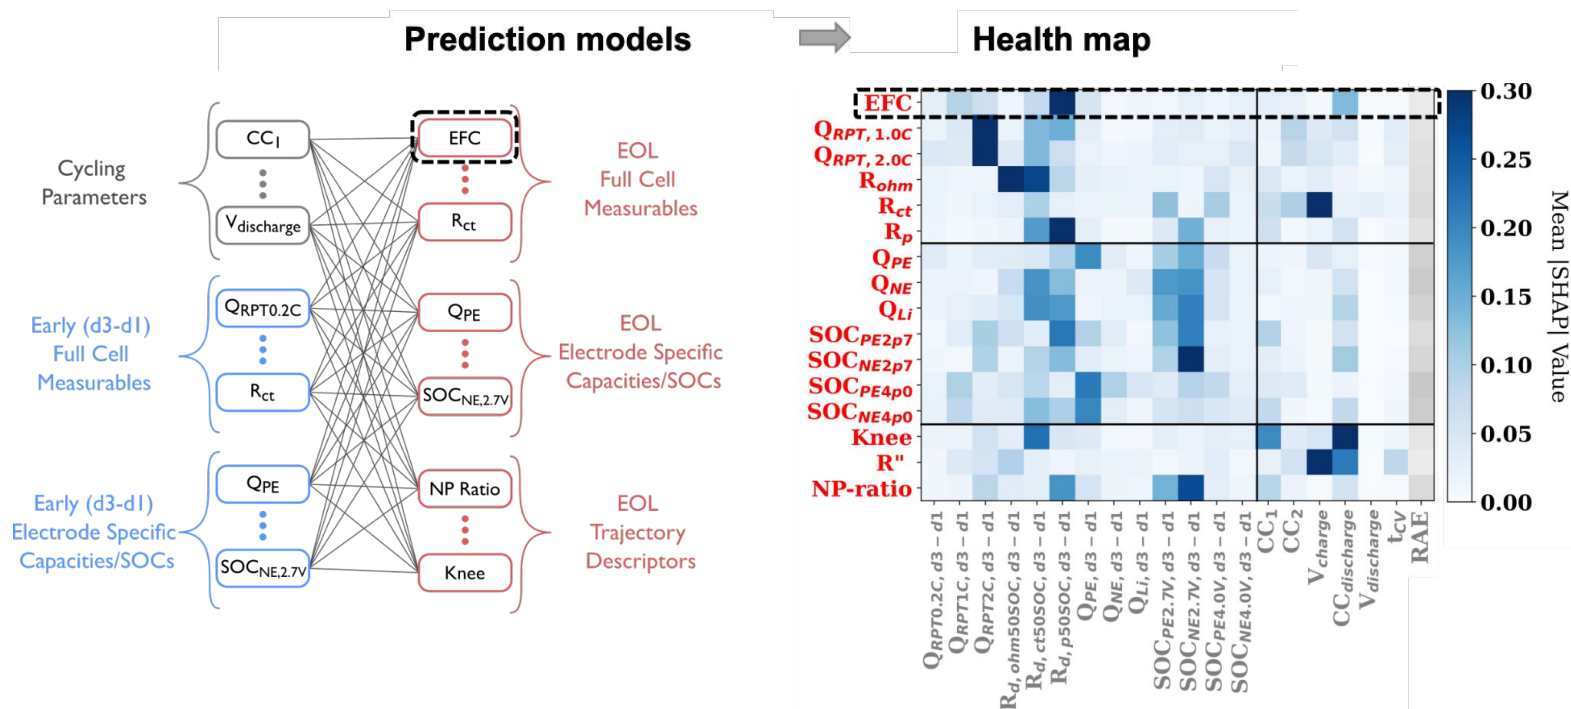 Prediction models
Health map
Cycling
Parameters
CC1
Vdischarge
Early (d3-d1)
Full Cell
Measurables
QRPT0.2C
Rct
Early (d3-d1)
Electrode Specific
Capacities/SOCs
QPE
SOCNE,2.7V
EFC
Rct
EOL
Full Cell
Measurables
QPE
SOCNE,2.7V
EOL
Electrode Specific
Capacities/SOCs
NP Ratio
Knee
EOL
Trajectory
Descriptors
EFC
QRPT, 1.0C
QRPT, 2.0C
Rohm
Rct
Rp
QPE
QNE
QLi
SOCPE2p7
SOCNE2p7
SOCPE4p0
SOCNE4p0
Knee
R"
NP-ratio
QRPT0.2C, d3 − d1
QRPT1C, d3 − d1
QRPT2C, d3 − d1
Rd, ohm50SOC, d3 − d1
Rd, ct50SOC, d3 − d1
Rd, p50SOC, d3 − d1
QPE, d3 − d1
QNE, d3 − d1
QLi, d3 − d1
SOCPE2.7V, d3 − d1
SOCNE2.7V, d3 − d1
SOCPE4.0V, d3 − d1
SOCNE4.0V, d3 − d1
CC1
CC2
Vcharge
CCdischarge
Vdischarge
tCV
RAE
0.30
0.25
0.20
0.15
0.10
0.05
0.00
Mean |SHAP| Value